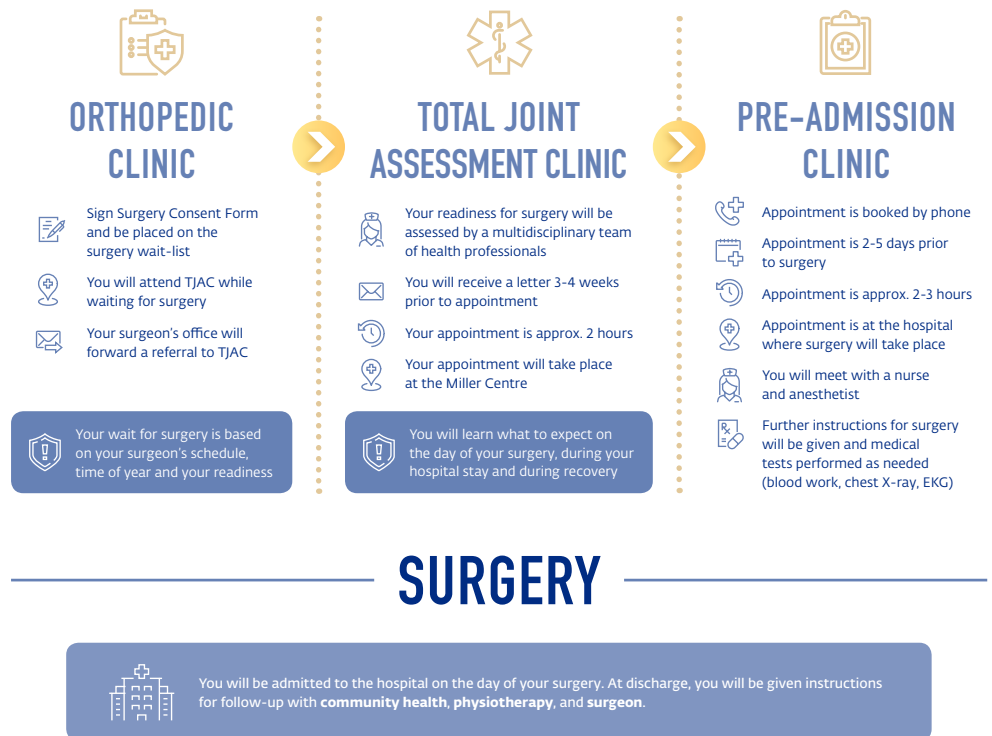 ORTHOPEDIC
CLINIC
Sign Surgery Consent Form
and be placed on the
surgery wait-list
You will attend TJAC while
waiting for surgery
Your surgeon's office will
forward a referral to TJAC
Your wait for surgery is based
on your surgeon's schedule,
time of year and your readiness
TOTAL JOINT
ASSESSMENT CLINIC
Your readiness for surgery will be
assessed by a multidisciplinary team
of health professionals
You will receive a letter 3-4 weeks
prior to appointment
Your appointment is approx. 2 hours
Your appointment will take place
at the Miller Centre
You will learn what to expect on
the day of your surgery, during your
hospital stay and during recovery
PRE-ADMISSION
CLINIC
Appointment is booked by phone
Appointment is 2-5 days prior
to surgery
Appointment is approx. 2-3 hours
Appointment is at the hospital
where surgery will take place
You will meet with a nurse
and anesthetist
Rx
Further instructions for surgery
will be given and medical
tests performed as needed
(blood work, chest X-ray, EKG)
SURGERY
You will be admitted to the hospital on the day of your surgery. At discharge, you will be given instructions
for follow-up with community health, physiotherapy, and surgeon.